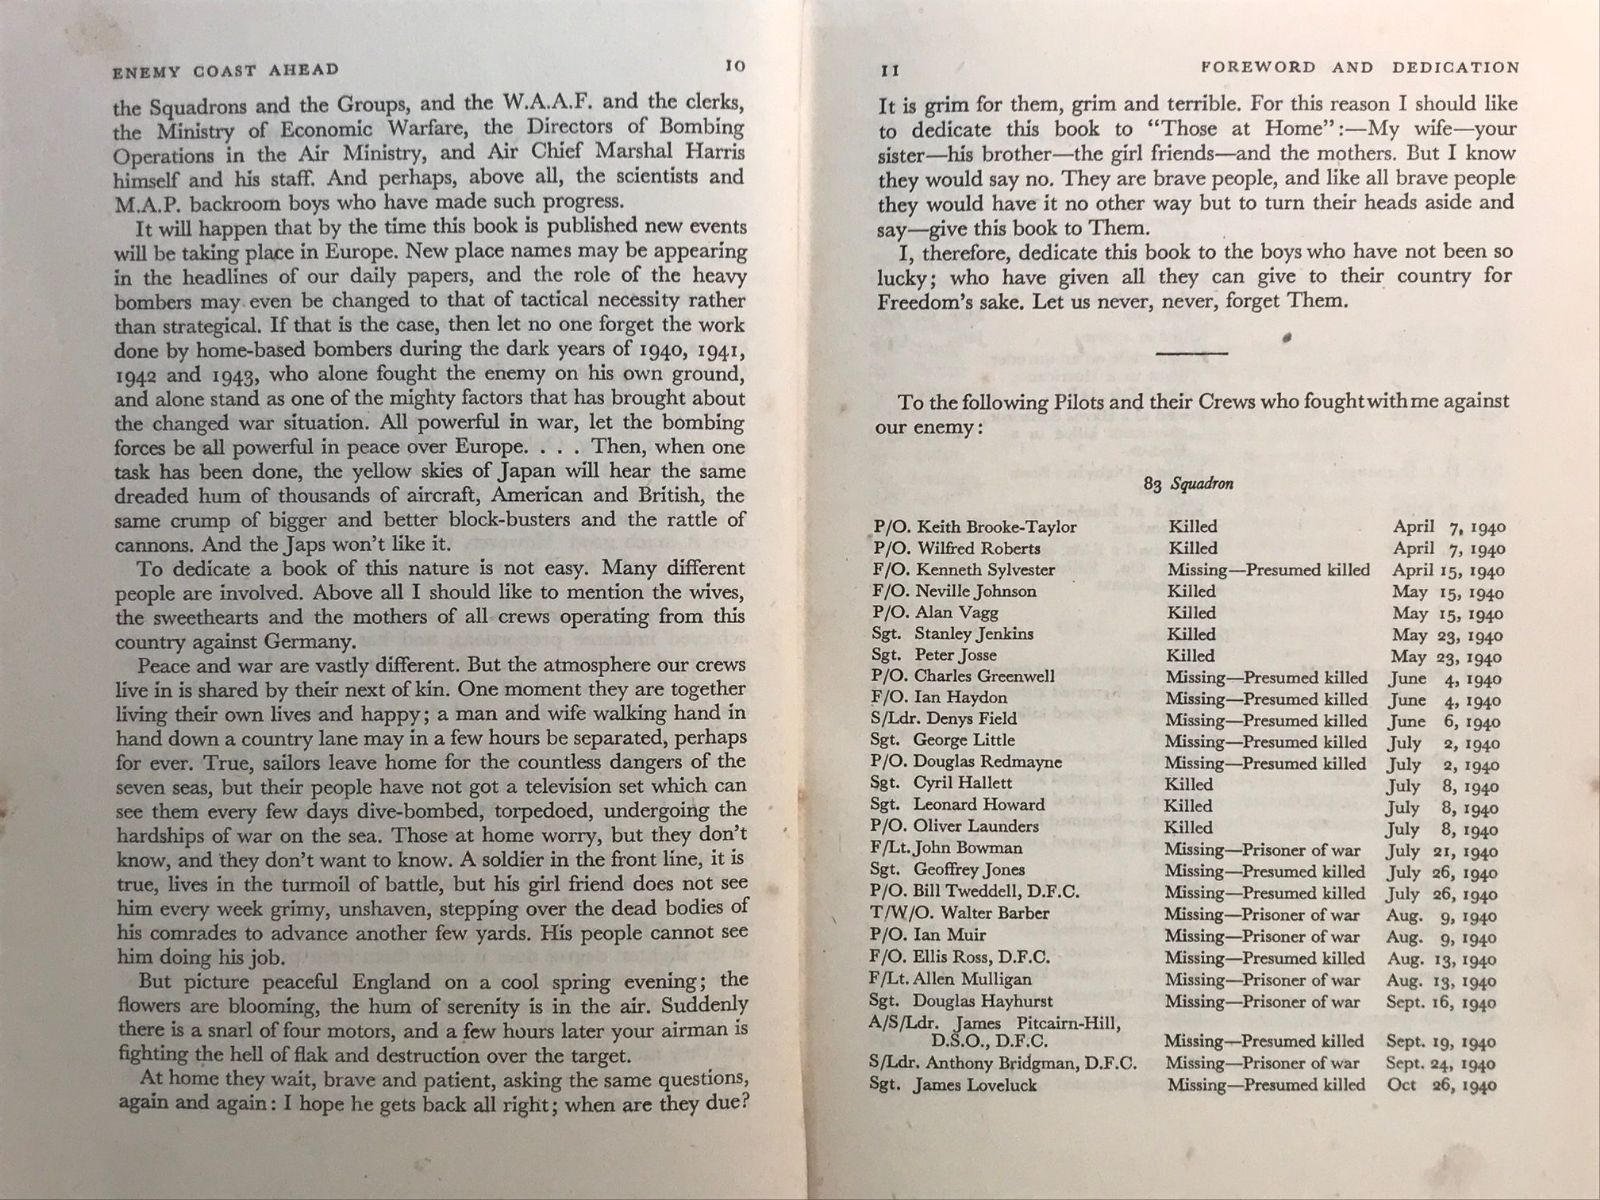 ENEMY COAST AHEAD 10
the Squadrons and the Groups, and the W.A.A.F. and the clerks,
the Ministry of Economic Warfare, the Directors of Bombing
Operations in the Air Ministry, and Air Chief Marshal Harris
himself and his staff. And perhaps, above all, the scientists and
M.A.P. backroom boys who have made such progress.
It will happen that by the time this book is published new events
will be taking place in Europe. New place names may be appearing
in the headlines of our daily papers, and the role of the heavy
bombers may even be changed to that of tactical necessity rather
than strategical. If that is the case, then let no one forget the work
done by home-based bombers during the dark years of 1940, 1941,
1942 and 1943, who alone fought the enemy on his own ground,
and alone stand as one of the mighty factors that has brought about
the changed war situation. All powerful in war, let the bombing
forces be all powerful in peace over Europe. . . . Then, when one
task has been done, the yellow skies of Japan will hear the same
dreaded hum of thousands of aircraft, American and British, the
same crump of bigger and better block-busters and the rattle of
cannons. And the Japs won't like it.
To dedicate a book of this nature is not easy. Many different
people are involved. Above all I should like to mention the wives,
the sweethearts and the mothers of all crews operating from this
country against Germany.
Peace and war are vastly different. But the atmosphere our crews
live in is shared by their next of kin. One moment they are together
living their own lives and happy; a man and wife walking hand in
hand down a country lane may in a few hours be separated, perhaps
for ever. True, sailors leave home for the countless dangers of the
seven seas, but their people have not got a television set which can
see them every few days dive-bombed, torpedoed, undergoing the
hardships of war on the sea. Those at home worry, but they don't
know, and they don't want to know. A soldier in the front line, it is
true, lives in the turmoil of battle, but his girl friend does not see
him every week grimy, unshaven, stepping over the dead bodies of
his comrades to advance another few yards. His people cannot see
him doing his job.
But picture peaceful England on a cool spring evening; the
flowers are blooming, the hum of serenity is in the air. Suddenly
there is a snarl of four motors, and a few hours later your airman is
fighting the hell of flak and destruction over the target.
At home they wait, brave and patient, asking the same questions,
again and again: I hope he gets back all right; when are they due?
11 FOREWORD AND DEDICATION
It is grim for them, grim and terrible. For this reason I should like
to dedicate this book to "Those at Home":—My wife—your
sister—his brother—the girl friends—and the mothers. But I know
they would say no. They are brave people, and like all brave people
they would have it no other way but to turn their heads aside and
say—give this book to Them.
I, therefore, dedicate this book to the boys who have not been so
lucky; who have given all they can give to their country for
Freedom's sake. Let us never, never, forget Them.
To the following Pilots and their Crews who fought with me against
our enemy:
83 Squadron
P/O. Keith Brooke-Taylor Killed April 7, 1940
P/O. Wilfred Roberts Killed April 7, 1940
F/O. Kenneth Sylvester Missing—Presumed killed April 15, 1940
F/O. Neville Johnson Killed May 15, 1940
P/O. Alan Vagg Killed May 15, 1940
Sgt. Stanley Jenkins Killed May 23, 1940
Sgt. Peter Josse Killed May 23, 1940
P/O. Charles Greenwell Missing—Presumed killed June 4, 1940
F/O. Ian Haydon Missing—Presumed killed June 4, 1940
S/Ldr. Denys Field Missing—Presumed killed June 6, 1940
Sgt. George Little Missing—Presumed killed July 2, 1940
P/O. Douglas Redmayne Missing—Presumed killed July 2, 1940
Sgt. Cyril Hallett Killed July 8, 1940
Sgt. Leonard Howard Killed July 8, 1940
P/O. Oliver Launders Killed July 8, 1940
F/Lt. John Bowman Missing—Prisoner of war July 21, 1940
Sgt. Geoffrey Jones Missing—Presumed killed July 26, 1940
P/O. Bill Tweddell, D.F.C. Missing—Presumed killed July 26, 1940
T/W/O. Walter Barber Missing—Prisoner of war Aug. 9, 1940
P/O. Ian Muir Missing—Prisoner of war Aug. 9, 1940
F/O. Ellis Ross, D.F.C. Missing—Presumed killed Aug. 13, 1940
F/Lt. Allen Mulligan Missing—Prisoner of war Aug. 13, 1940
Sgt. Douglas Hayhurst Missing—Prisoner of war Sept. 16, 1940
A/S/Ldr. James Pitcairn-Hill,
D.S.O., D.F.C. Missing—Presumed killed Sept. 19, 1940
S/Ldr. Anthony Bridgman, D.F.C. Missing—Prisoner of war Sept. 24, 1940
Sgt. James Loveluck Missing—Presumed killed Oct 26, 1940